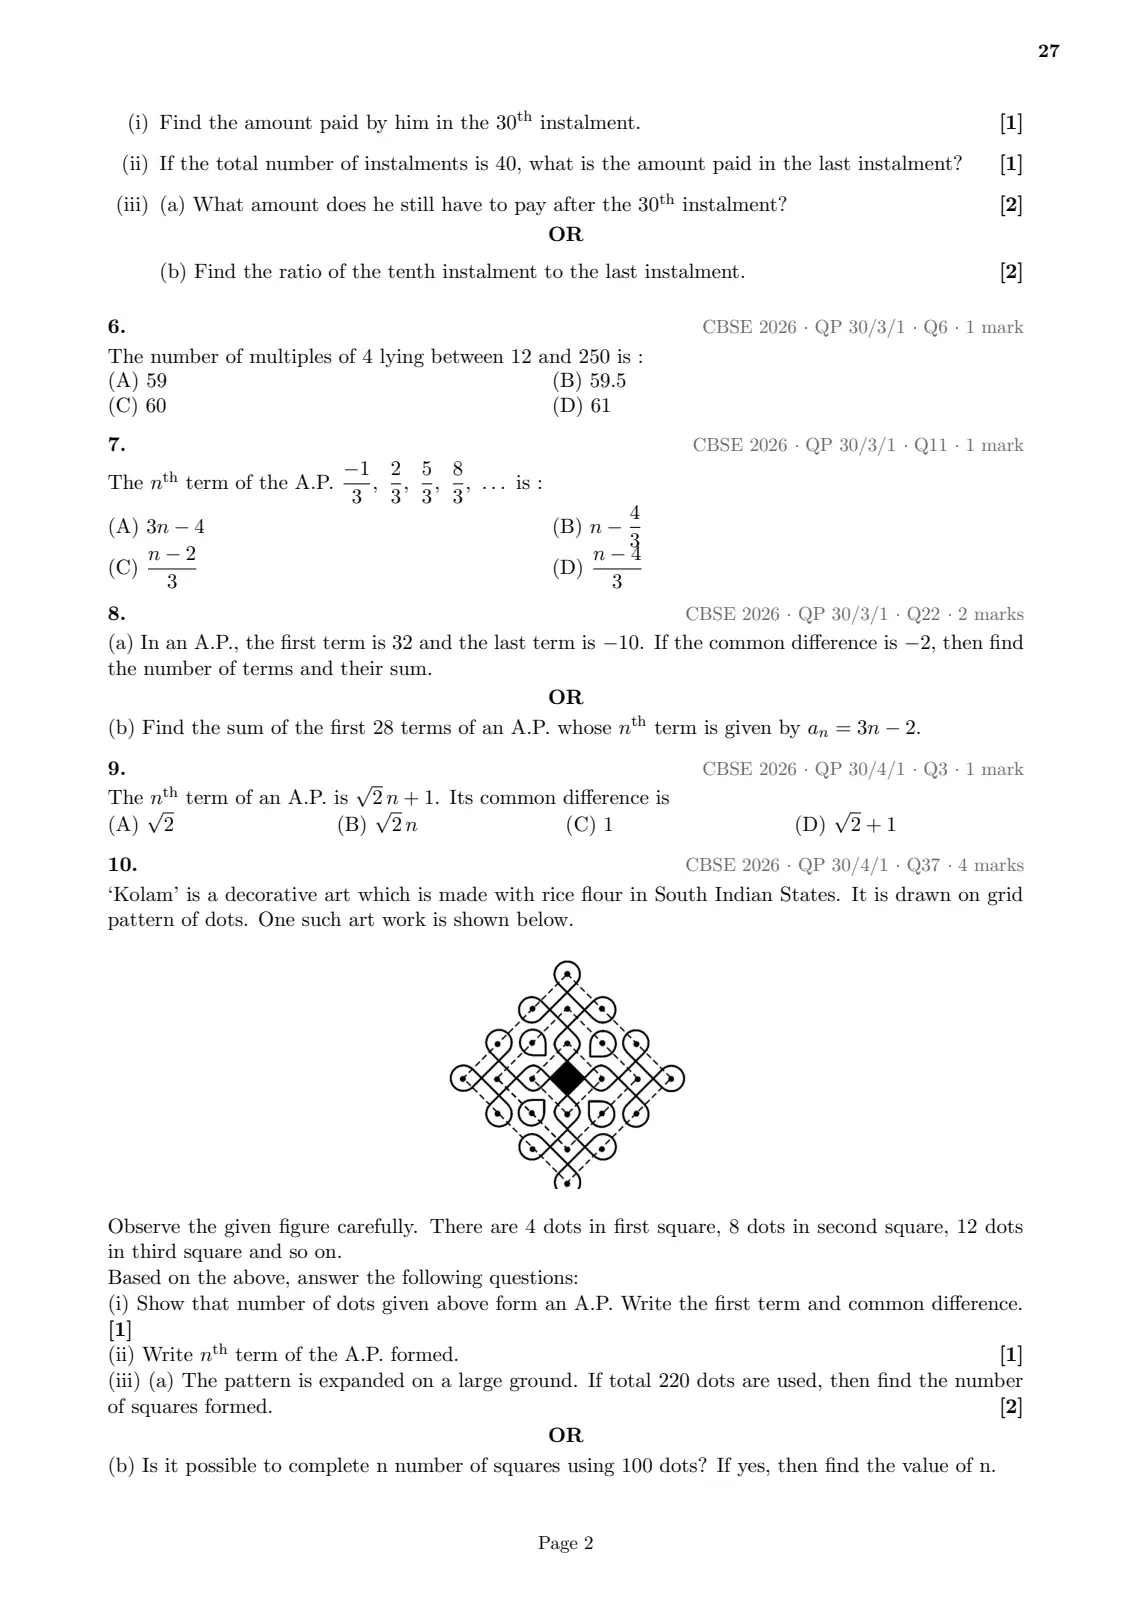 27
(i) Find the amount paid by him in the 30th instalment. [1]
(ii) If the total number of instalments is 40, what is the amount paid in the last instalment? [1]
(iii) (a) What amount does he still have to pay after the 30th instalment? [2]
OR
(b) Find the ratio of the tenth instalment to the last instalment. [2]
6. CBSE 2026 · QP 30/3/1 · Q6 · 1 mark
The number of multiples of 4 lying between 12 and 250 is :
(A) 59 (B) 59.5
(C) 60 (D) 61
7. CBSE 2026 · QP 30/3/1 · Q11 · 1 mark
The nth term of the A.P. −1/3, 2/3, 5/3, 8/3, ... is :
(A) 3n − 4 (B) n − 4/3
(C) (n − 2)/3 (D) (n − 4)/3
8. CBSE 2026 · QP 30/3/1 · Q22 · 2 marks
(a) In an A.P., the first term is 32 and the last term is −10. If the common difference is −2, then find
the number of terms and their sum.
OR
(b) Find the sum of the first 28 terms of an A.P. whose nth term is given by aₙ = 3n − 2.
9. CBSE 2026 · QP 30/4/1 · Q3 · 1 mark
The nth term of an A.P. is √2 n + 1. Its common difference is
(A) √2 (B) √2 n (C) 1 (D) √2 + 1
10. CBSE 2026 · QP 30/4/1 · Q37 · 4 marks
‘Kolam’ is a decorative art which is made with rice flour in South Indian States. It is drawn on grid
pattern of dots. One such art work is shown below.
Observe the given figure carefully. There are 4 dots in first square, 8 dots in second square, 12 dots
in third square and so on.
Based on the above, answer the following questions:
(i) Show that number of dots given above form an A.P. Write the first term and common difference.
[1]
(ii) Write nth term of the A.P. formed. [1]
(iii) (a) The pattern is expanded on a large ground. If total 220 dots are used, then find the number
of squares formed. [2]
OR
(b) Is it possible to complete n number of squares using 100 dots? If yes, then find the value of n.
Page 2